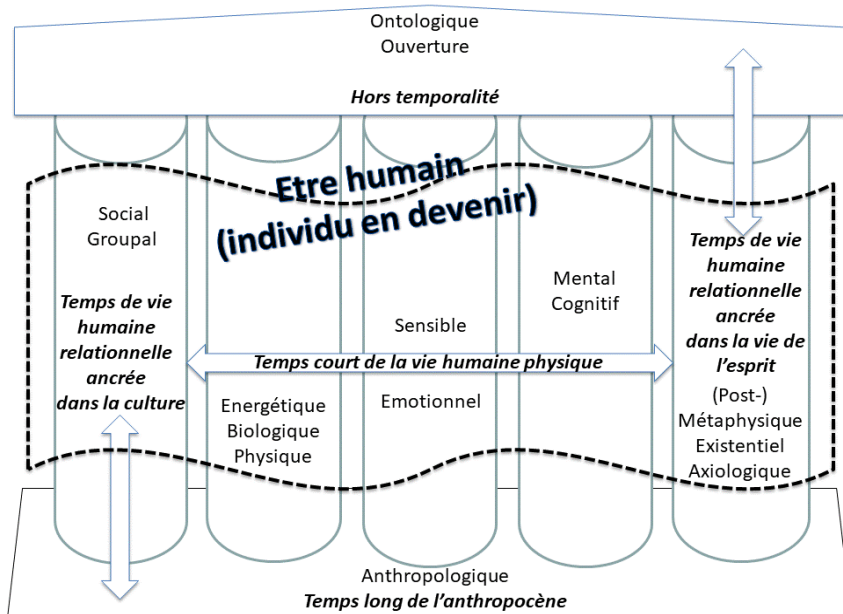 Ontologique
Ouverture
Hors temporalité
Etre humain
(individu en devenir)
Social
Groupal
Temps de vie
humaine
relationnelle
ancrée
dans la culture
Energétique
Biologique
Physique
Sensible
Temps court de la vie humaine physique
Emotionnel
Mental
Cognitif
Temps de vie
humaine
relationnelle
ancrée
dans la vie de
l’esprit
(Post-)
Métaphysique
Existentiel
Axiologique
Anthropologique
Temps long de l’anthropocène